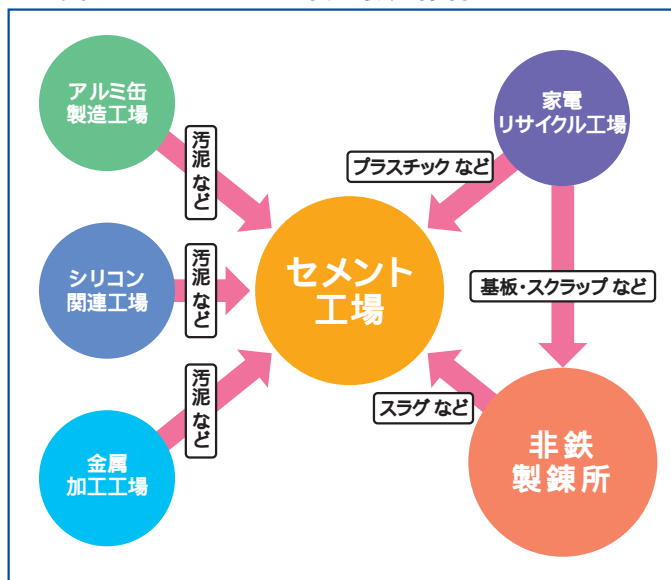 アルミ缶
製造工場
汚泥 など
シリコン
関連工場
汚泥 など
金属
加工工場
汚泥 など
セメント
工場
家電
リサイクル工場
プラスチック など
基板・スクラップ など
スラグ など
非鉄
製錬所